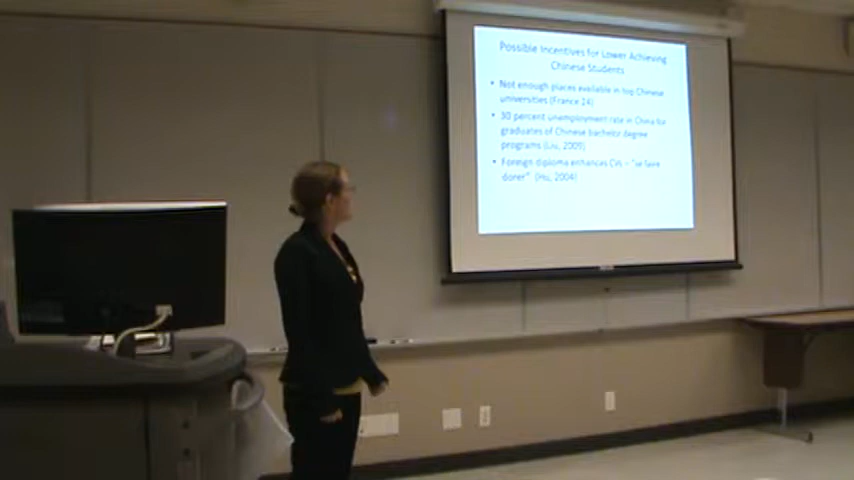 Possible Incentives for Lower Achieving
Chinese Students
• Not enough places available in top Chinese
universities (France 24)
• 30 percent unemployment rate in China for
graduates of Chinese bachelor degree
programs (Liu, 2009)
• Foreign diploma enhances CVs – "se faire
dorer" (Hsu, 2004)